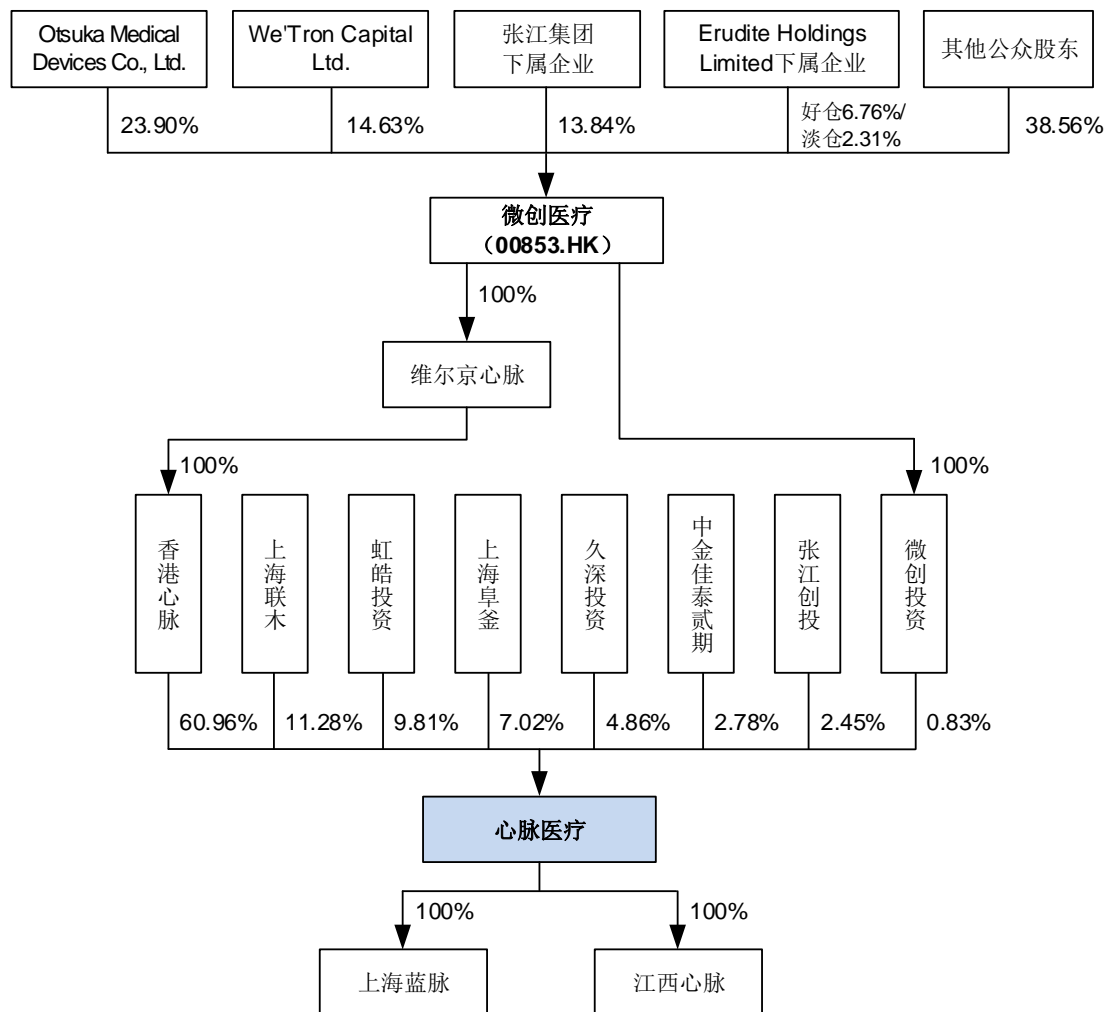 Otsuka Medical
Devices Co., Ltd.
We'Tron Capital
Ltd.
张江集团
下属企业
Erudite Holdings
Limited下属企业
其他公众股东
23.90%
14.63%
13.84%
好仓6.76%/
淡仓2.31%
38.56%
微创医疗
（00853.HK）
100%
维尔京心脉
100%
100%
香港心脉
上海联木
虹皓投资
上海阜釜
久深投资
中金佳泰贰期
张江创投
微创投资
60.96%
11.28%
9.81%
7.02%
4.86%
2.78%
2.45%
0.83%
心脉医疗
100%
100%
上海蓝脉
江西心脉